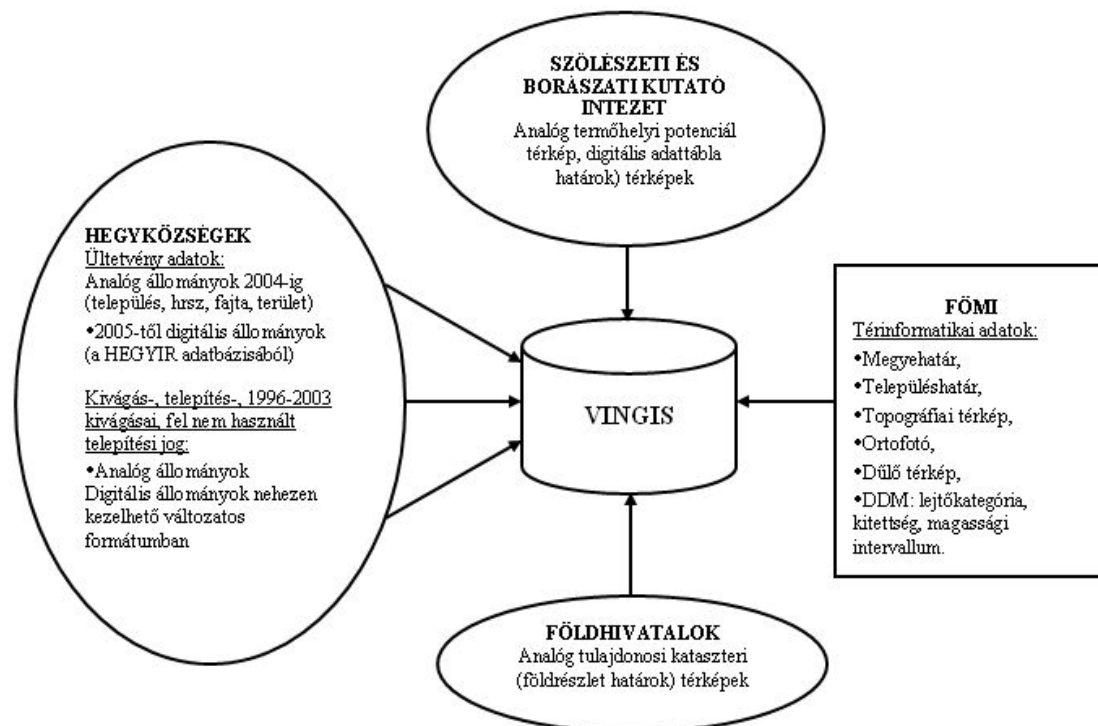 SZÖLÉSZETI ÉS
BORÁSZATI KUTATÓ
INTEZET
Analóg termőhelyi potenciál
térkép, digitális adattábla
határok) térképek
HEGYKÖZSÉGEK
Ültetvény adatok:
Analóg állományok 2004-ig
(település, hrsz, fajta, terület)
•2005-től digitális állományok
(a HEGYIR adatbázisából)
Kivágás-, telepítés-, 1996-2003
kivágásai, fel nem használt
telepítési jog:
•Analóg állományok
Digitális állományok nehezen
kezelhető változatos
formátumban
VINGIS
FÖMI
Térinformatikai adatok:
•Megyehatár,
•Településhatár,
•Topográfiai térkép,
•Ortofotó,
•Dűlő térkép,
•DDM: lejtőkategória,
kitettség, magassági
intervallum.
FÖLDHIVATALOK
Analóg tulajdonosi kataszteri
(földrészlet határok) térképek